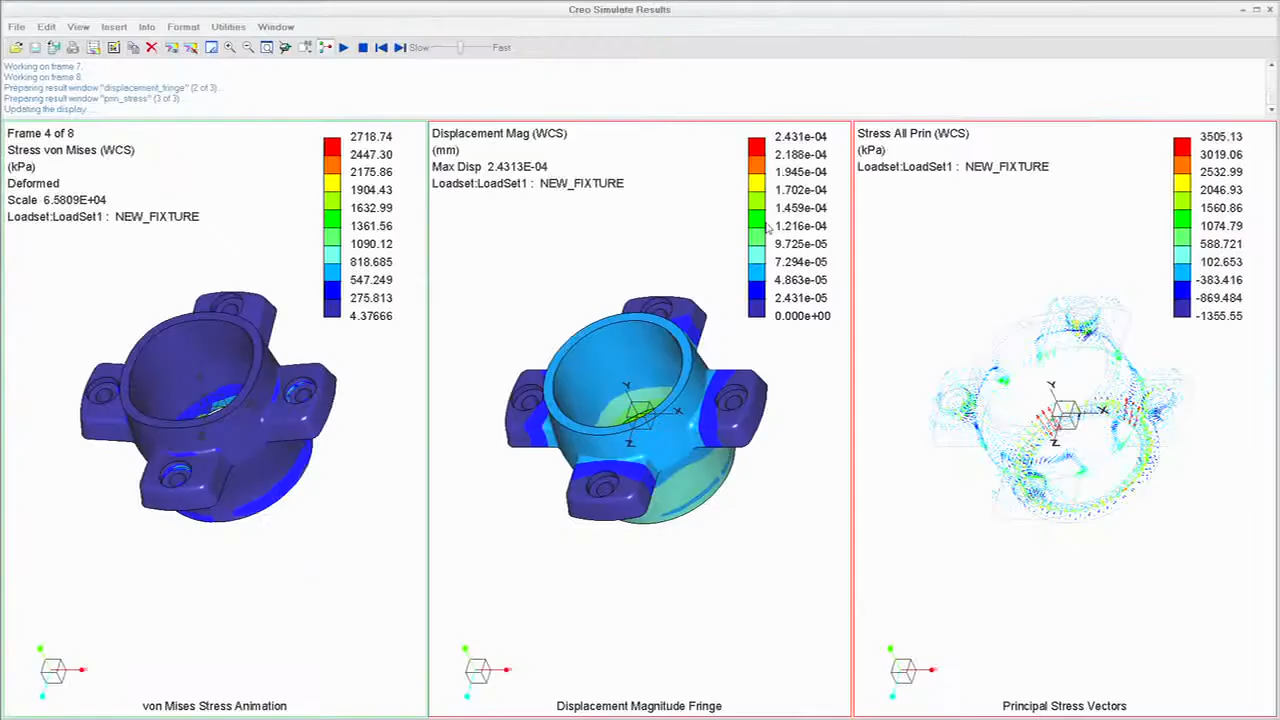 Creo Simulate Results
File Edit View Insert Info Format Utilities Window
Slow Fast
Working on frame 7.
Working on frame 8.
Preparing result window "displacement_fringe" (2 of 3)...
Preparing result window "prin_stress" (3 of 3)...
Updating the display...
Frame 4 of 8
Stress von Mises (WCS)
(kPa)
Deformed
Scale 6.5809E+04
Loadset:LoadSet1 : NEW_FIXTURE
2718.74
2447.30
2175.86
1904.43
1632.99
1361.56
1090.12
818.685
547.249
275.813
4.37666
von Mises Stress Animation
Displacement Mag (WCS)
(mm)
Max Disp 2.4313E-04
Loadset:LoadSet1 : NEW_FIXTURE
2.431e-04
2.188e-04
1.945e-04
1.702e-04
1.459e-04
1.216e-04
9.725e-05
7.294e-05
4.863e-05
2.431e-05
0.000e+00
Y
X
Z
Displacement Magnitude Fringe
Stress All Prin (WCS)
(kPa)
Loadset:LoadSet1 : NEW_FIXTURE
3505.13
3019.06
2532.99
2046.93
1560.86
1074.79
588.721
102.653
-383.416
-869.484
-1355.55
Y
X
Z
Principal Stress Vectors